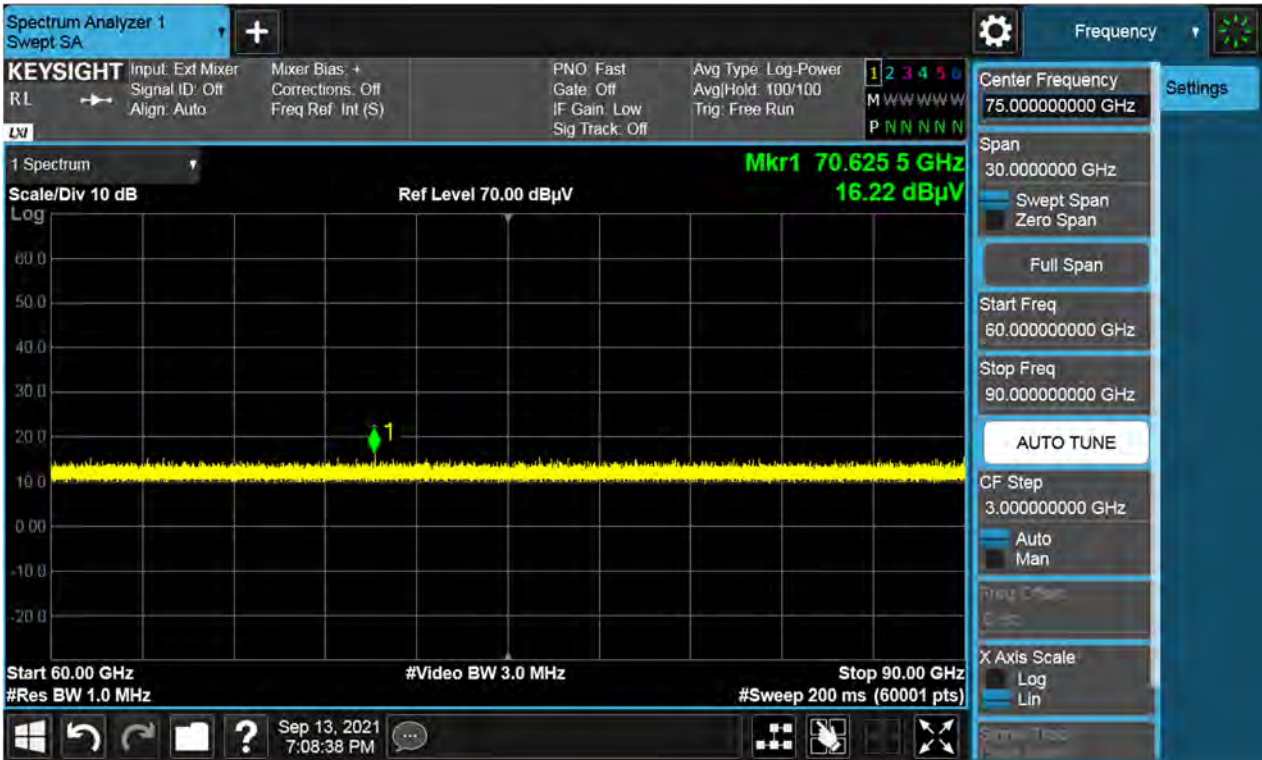 Spectrum Analyzer 1
Swept SA
Frequency
KEYSIGHT
RL
LXI
Input: Ext Mixer
Signal ID: Off
Align: Auto
Mixer Bias: +
Corrections: Off
Freq Ref: Int (S)
PNO: Fast
Gate: Off
IF Gain: Low
Sig Track: Off
Avg Type: Log-Power
Avg|Hold: 100/100
Trig: Free Run
1 2 3 4 5 6
M W W W W W
P N N N N N
1 Spectrum
Mkr1 70.625 5 GHz
Scale/Div 10 dB
Ref Level 70.00 dBµV
16.22 dBµV
Log
60.0
50.0
40.0
30.0
20.0
1
10.0
0.00
-10.0
-20.0
Start 60.00 GHz
#Video BW 3.0 MHz
Stop 90.00 GHz
#Res BW 1.0 MHz
#Sweep 200 ms (60001 pts)
Sep 13, 2021
7:08:38 PM
Center Frequency
75.000000000 GHz
Settings
Span
30.0000000 GHz
Swept Span
Zero Span
Full Span
Start Freq
60.000000000 GHz
Stop Freq
90.000000000 GHz
AUTO TUNE
CF Step
3.000000000 GHz
Auto
Man
Freq Offset
X Axis Scale
Log
Lin